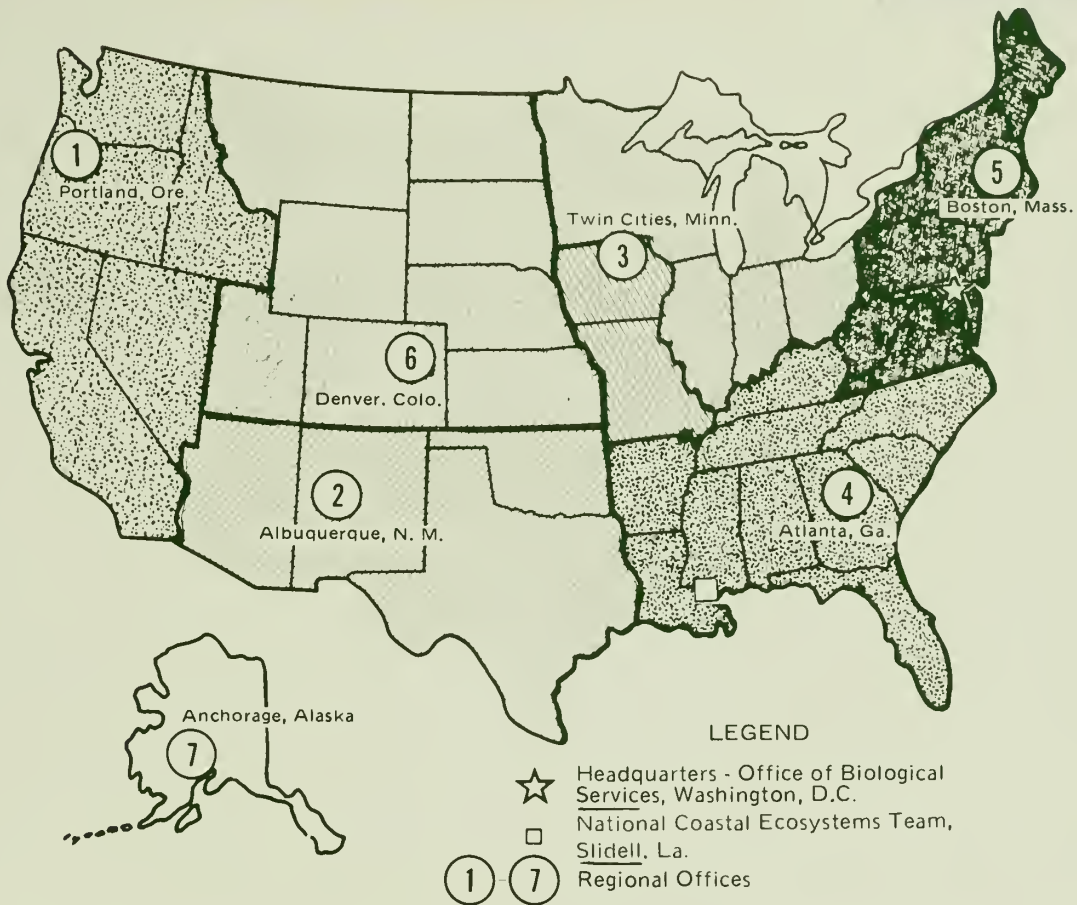 1
Portland, Ore.
Twin Cities, Minn.
3
5
Boston, Mass.
6
Denver. Colo.
2
Albuquerque, N. M.
4
Atlanta, Ga.
Anchorage, Alaska
7
LEGEND
Headquarters - Office of Biological
Services, Washington, D.C.
National Coastal Ecosystems Team,
Slidell, La.
1 - 7 Regional Offices